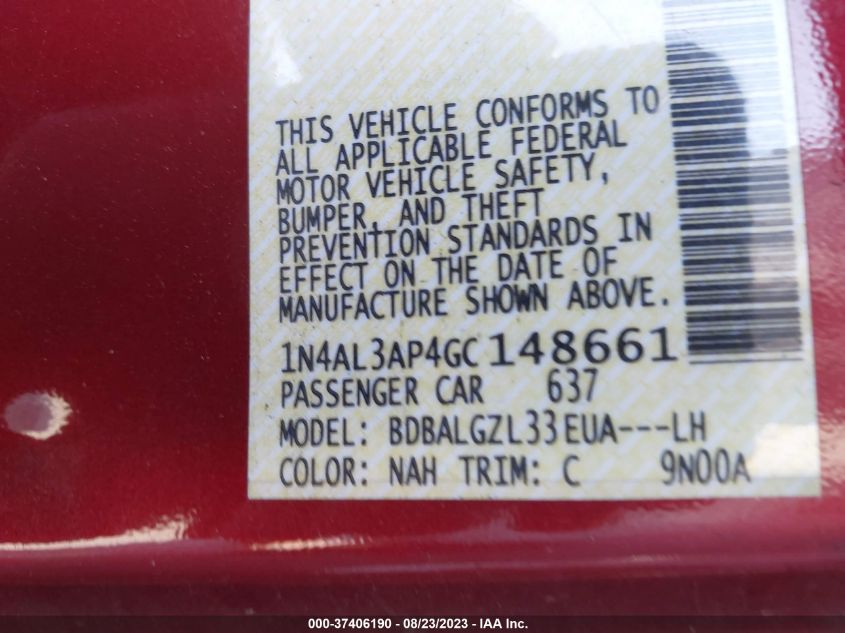 THIS VEHICLE CONFORMS TO
ALL APPLICABLE FEDERAL
MOTOR VEHICLE SAFETY,
BUMPER, AND THEFT
PREVENTION STANDARDS IN
EFFECT ON THE DATE OF
MANUFACTURE SHOWN ABOVE.
1N4AL3AP4GC148661
PASSENGER CAR 637
MODEL: BDBALGZL33EUA---LH
COLOR: NAH TRIM: C 9N00A
000-37406190 - 08/23/2023 - IAA Inc.